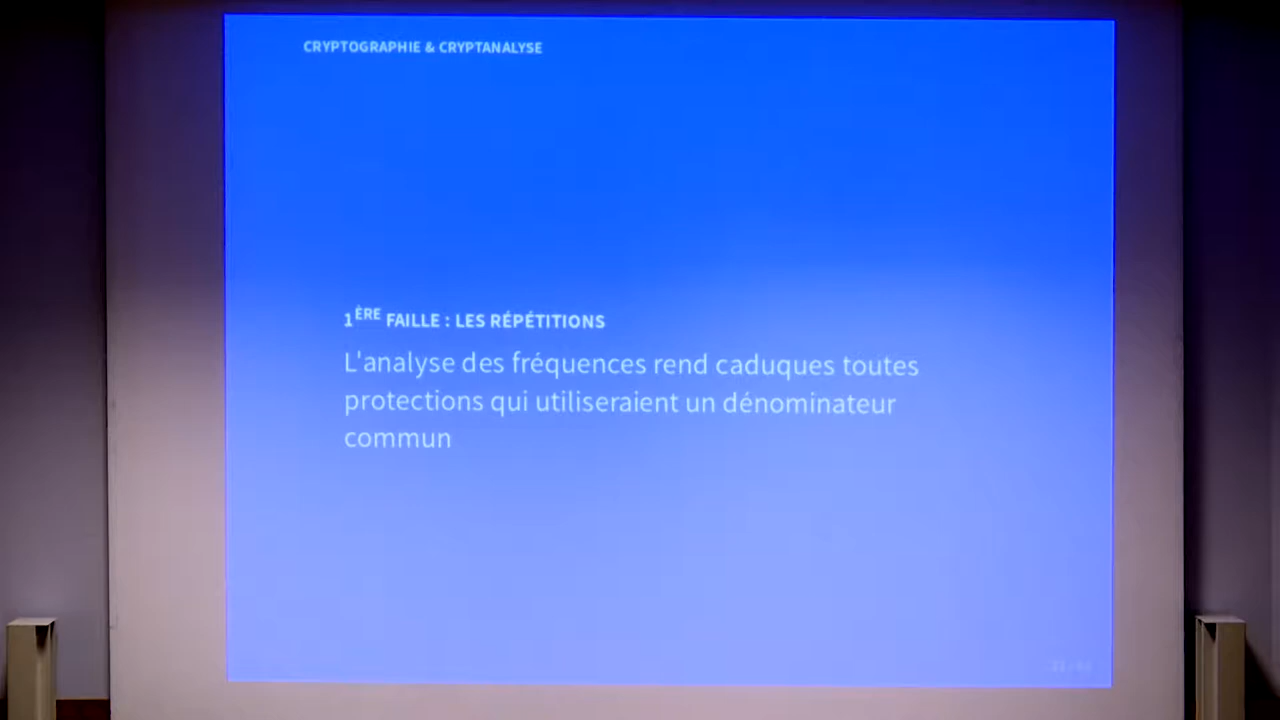 CRYPTOGRAPHIE & CRYPTANALYSE
1ÈRE FAILLE : LES RÉPÉTITIONS
L'analyse des fréquences rend caduques toutes
protections qui utiliseraient un dénominateur
commun